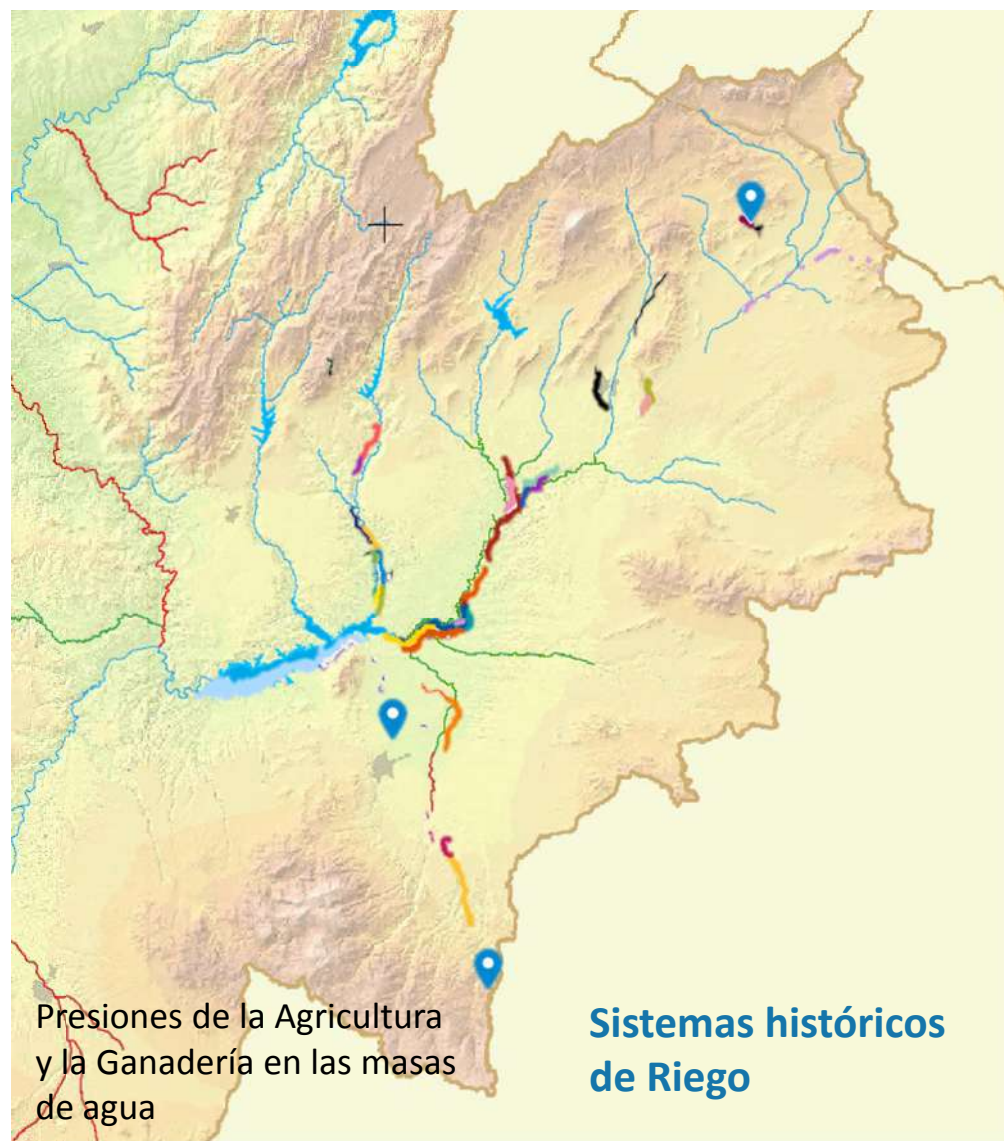 Presiones de la Agricultura
y la Ganadería en las masas
de agua
Sistemas históricos
de Riego